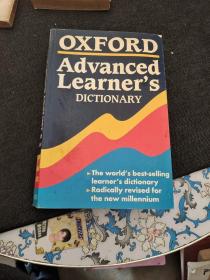 OXFORD
Advanced
Learner's
DICTIONARY
▸The world's best-selling
learner's dictionary
▸Radically revised for
the new millennium